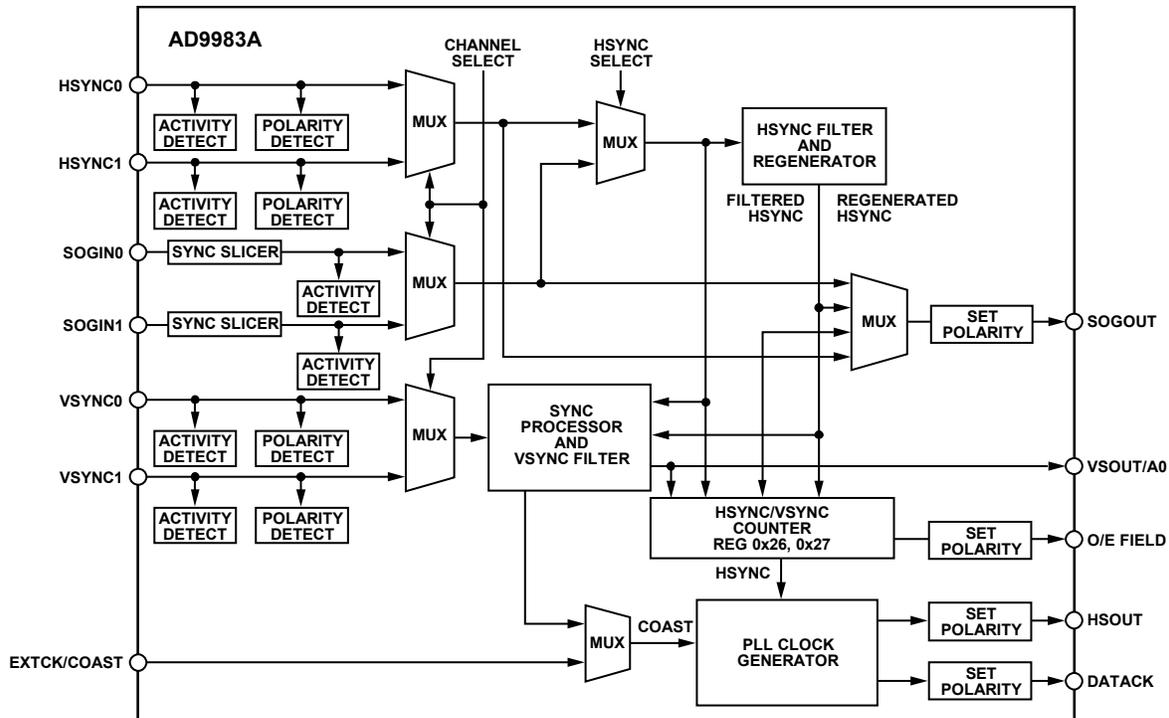 AD9983A
CHANNEL
SELECT
HSYNC
SELECT
HSYNC0
ACTIVITY
DETECT
POLARITY
DETECT
MUX
MUX
HSYNC FILTER
AND
REGENERATOR
HSYNC1
ACTIVITY
DETECT
POLARITY
DETECT
FILTERED
HSYNC
REGENERATED
HSYNC
SOGIN0
SYNC SLICER
ACTIVITY
DETECT
MUX
SOGIN1
SYNC SLICER
ACTIVITY
DETECT
MUX
SET
POLARITY
SOGOUT
VSYNC0
ACTIVITY
DETECT
POLARITY
DETECT
MUX
SYNC
PROCESSOR
AND
VSYNC FILTER
VSOUT/A0
VSYNC1
ACTIVITY
DETECT
POLARITY
DETECT
HSYNC/VSYNC
COUNTER
REG 0x26, 0x27
SET
POLARITY
O/E FIELD
HSYNC
EXTCK/COAST
MUX
COAST
PLL CLOCK
GENERATOR
SET
POLARITY
HSOUT
SET
POLARITY
DATACK